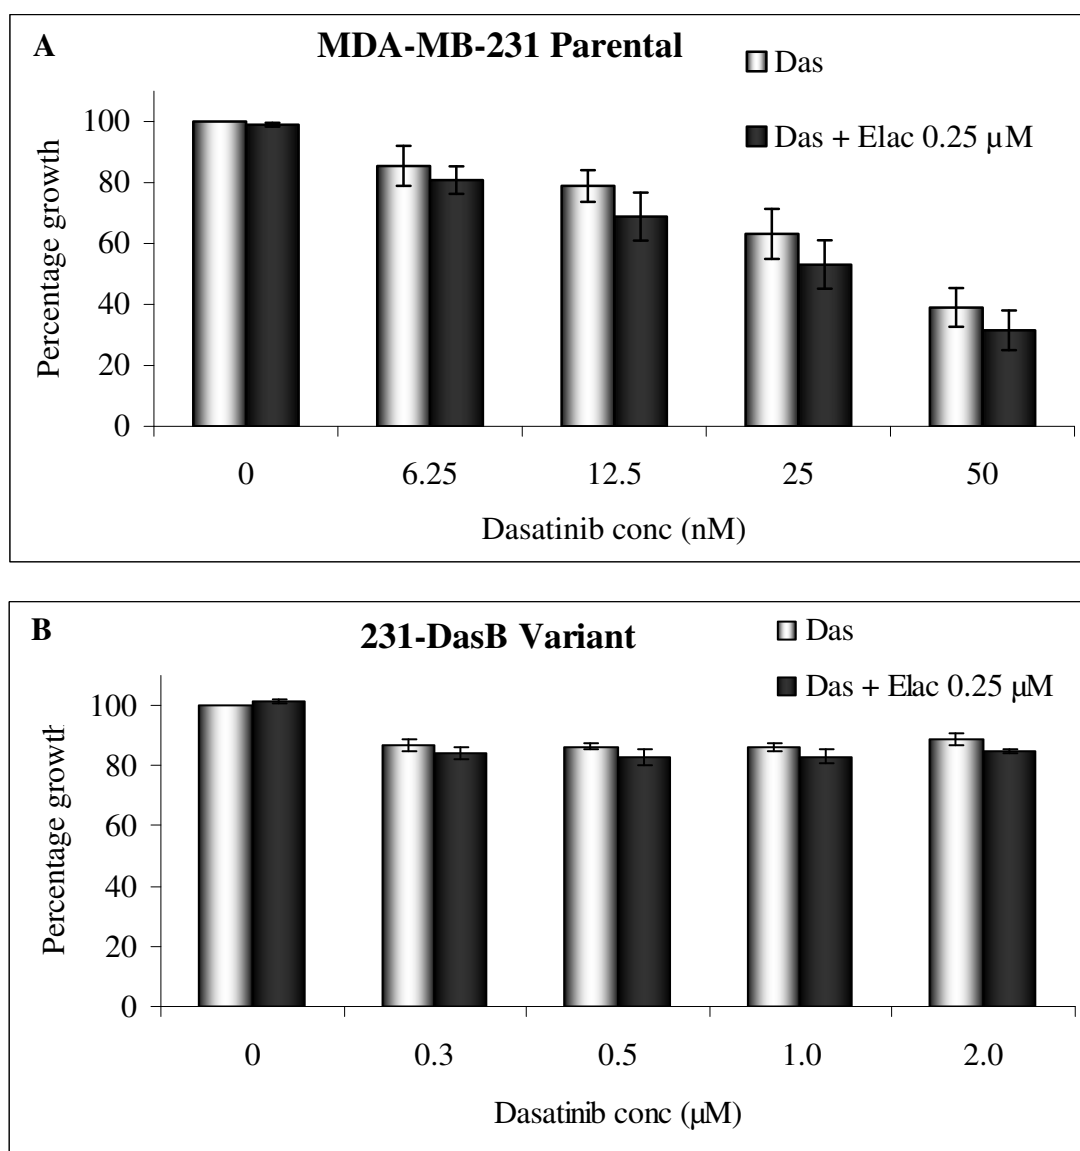 A
MDA-MB-231 Parental
Das
Das + Elac 0.25 µM
Percentage growth
100
80
60
40
20
0
0 6.25 12.5 25 50
Dasatinib conc (nM)
B
231-DasB Variant
Das
Das + Elac 0.25 µM
Percentage growth
100
80
60
40
20
0
0 0.3 0.5 1.0 2.0
Dasatinib conc (µM)